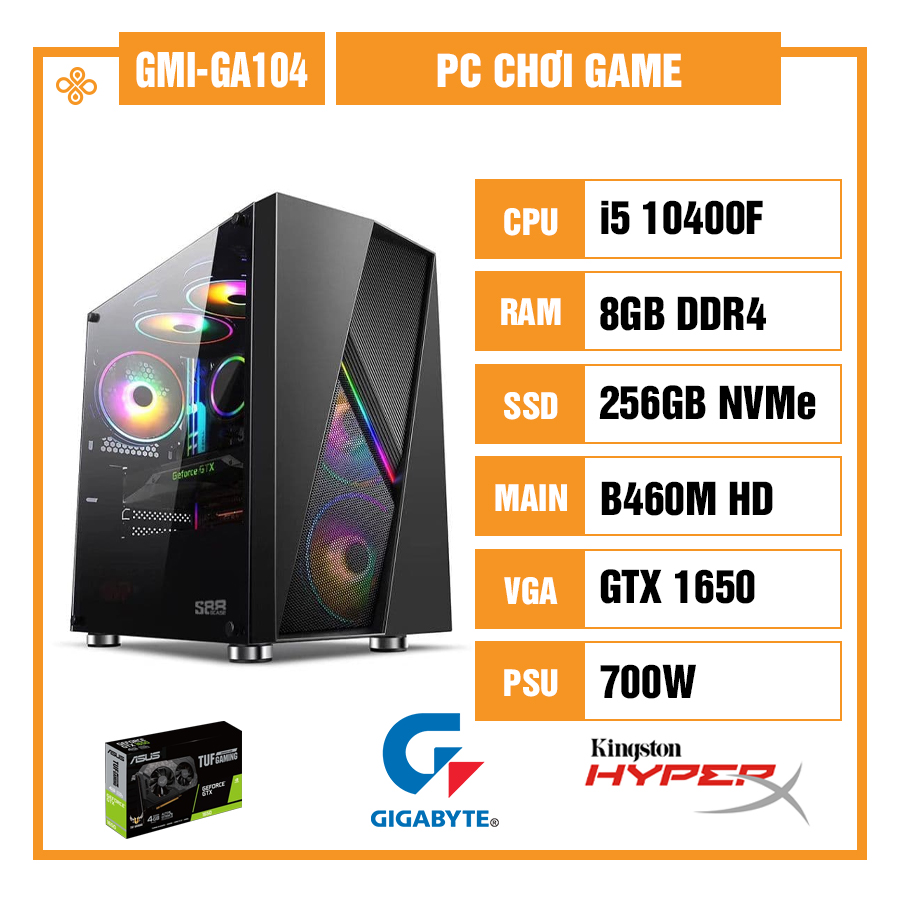 GMI-GA104
PC CHƠI GAME
CPU
i5 10400F
RAM
8GB DDR4
SSD
256GB NVMe
MAIN
B460M HD
VGA
GTX 1650
PSU
700W
Geforce GTX
ASUS
TUF GAMING
GEFORCE
GTX
4GB
GIGABYTE®
Kingston
HYPERX